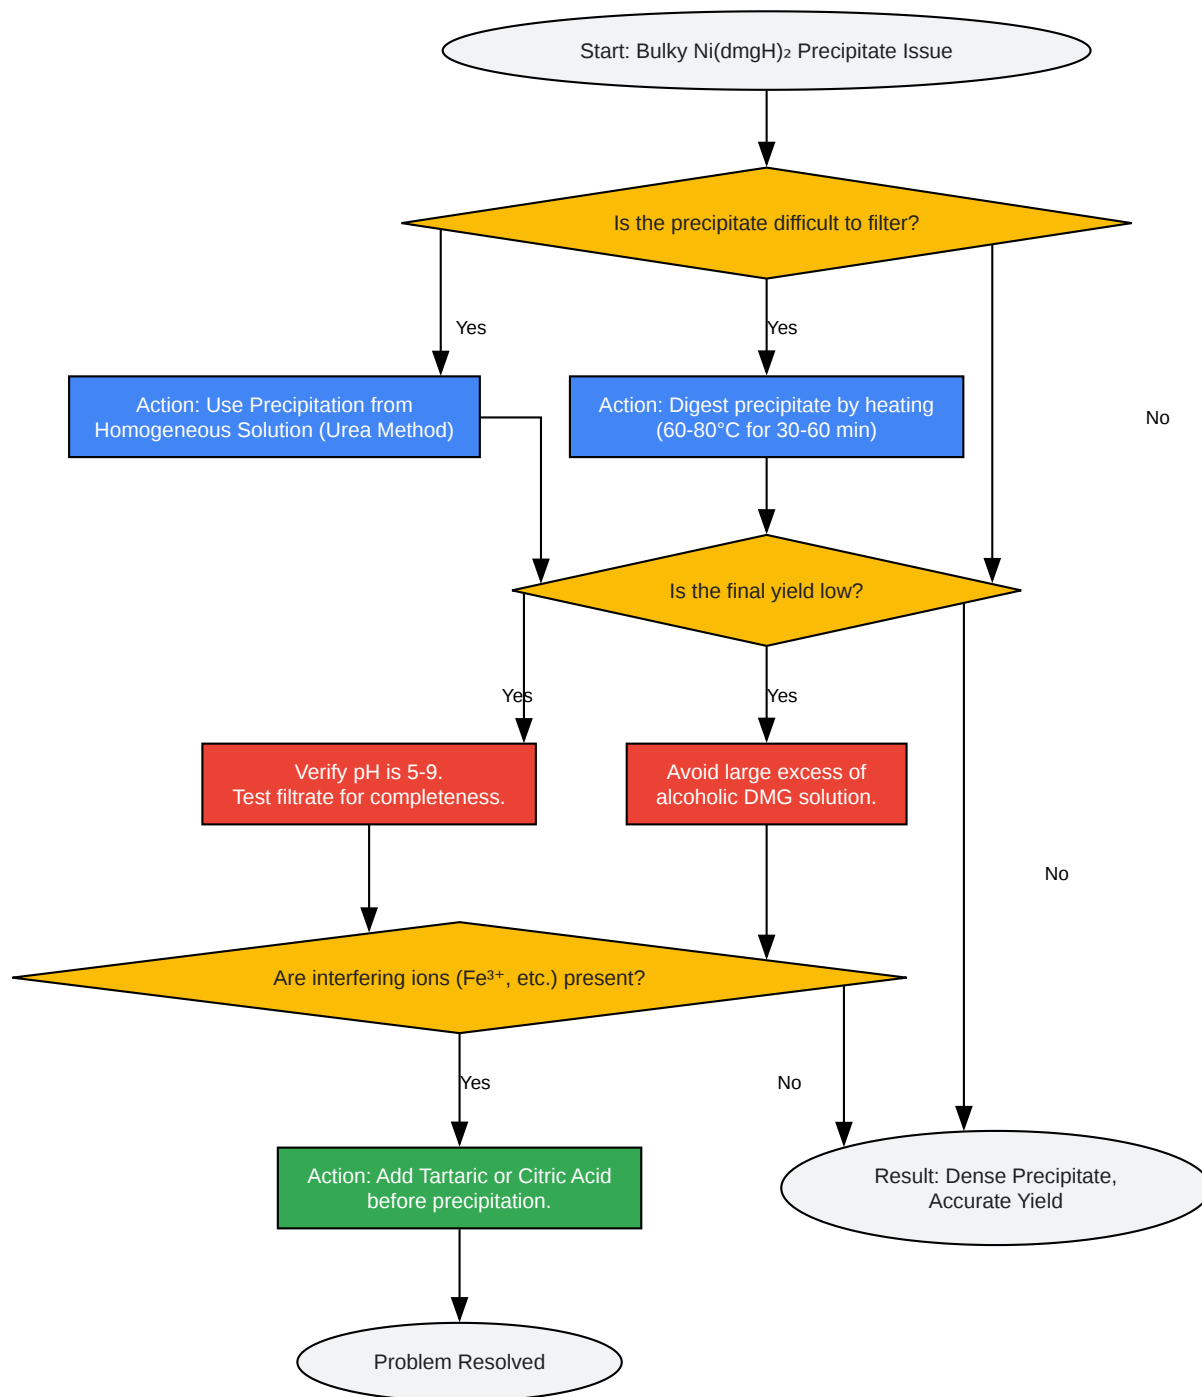 Start: Bulky Ni(dmgH)₂ Precipitate Issue
Is the precipitate difficult to filter?
Yes
Yes
No
Action: Use Precipitation from
Homogeneous Solution (Urea Method)
Action: Digest precipitate by heating
(60-80°C for 30-60 min)
Is the final yield low?
Yes
Yes
No
Verify pH is 5-9.
Test filtrate for completeness.
Avoid large excess of
alcoholic DMG solution.
Are interfering ions (Fe³⁺, etc.) present?
Yes
No
Action: Add Tartaric or Citric Acid
before precipitation.
Result: Dense Precipitate,
Accurate Yield
Problem Resolved